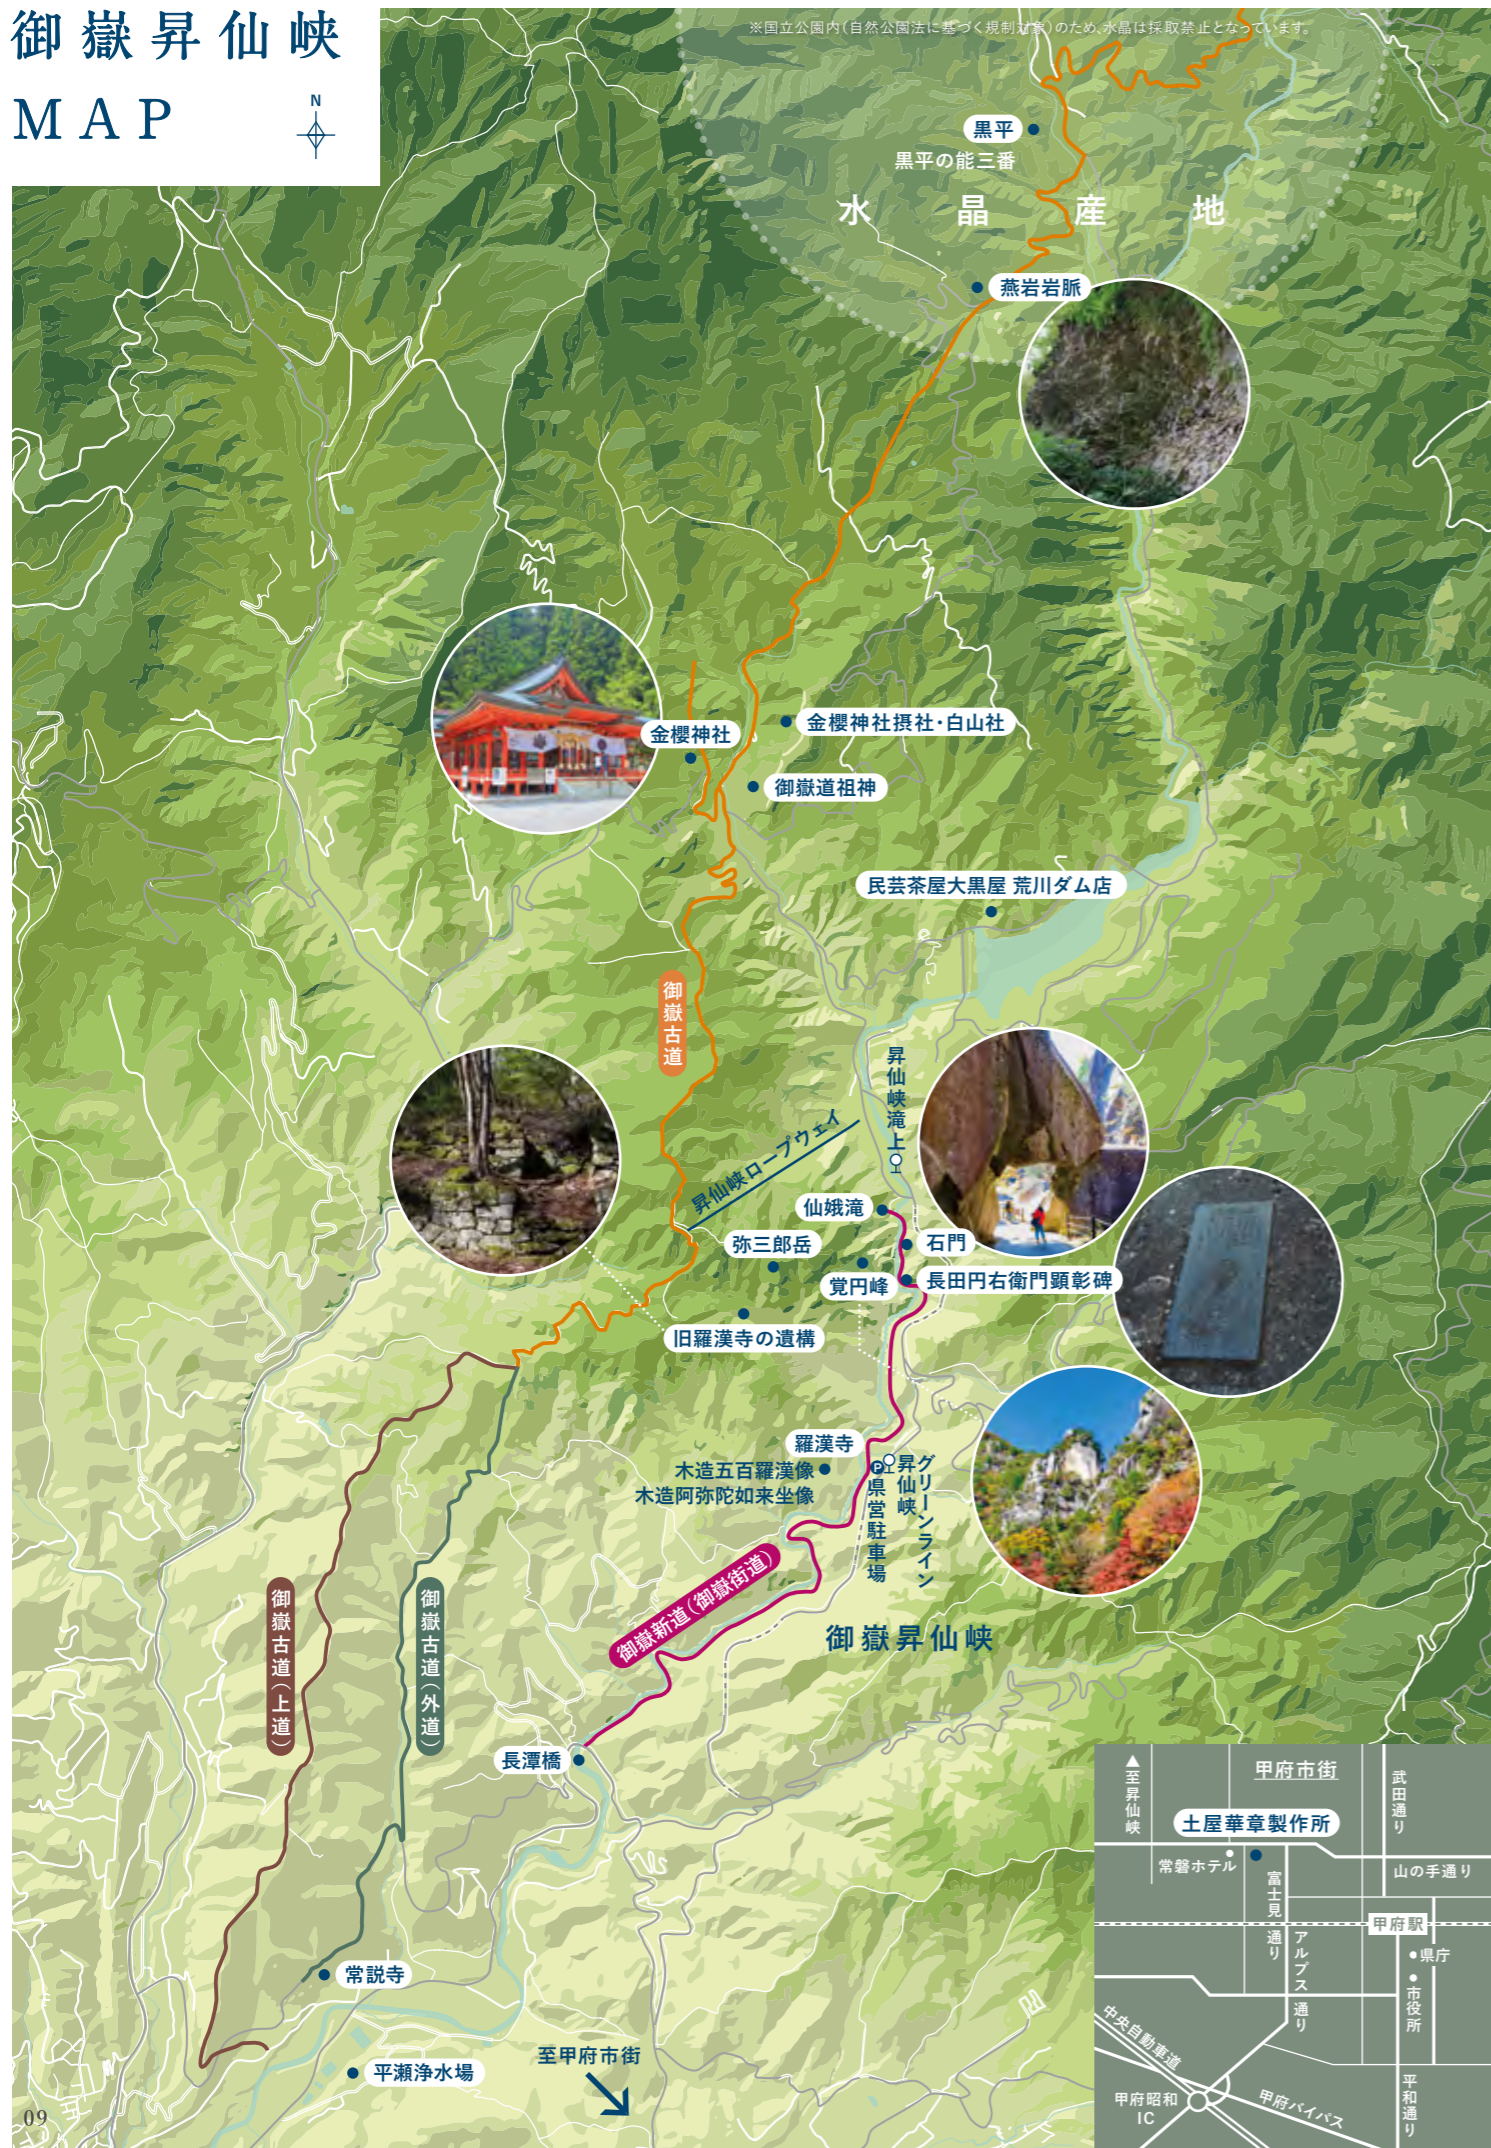 御嶽昇仙峡
MAP
N
※国立公園内（自然公園法に基づく規制対象）のため、水晶は採取禁止となっています。
黒平
黒平の能三番
水晶産地
燕岩岩脈
金櫻神社
金櫻神社摂社・白山社
御嶽道祖神
民芸茶屋大黒屋 荒川ダム店
御嶽古道
昇仙峡滝上
昇仙峡ロープウェイ
仙娥滝
石門
弥三郎岳
覚円峰
長田円右衛門顕彰碑
旧羅漢寺の遺構
羅漢寺
木造五百羅漢像
木造阿弥陀如来坐像
P
県営駐車場
グリーンライン
昇仙峡
御嶽新道（御嶽街道）
御嶽昇仙峡
御嶽古道（上道）
御嶽古道（外道）
長潭橋
常説寺
平瀬浄水場
至甲府市街
甲府市街
▲至昇仙峡
武田通り
土屋華章製作所
常磐ホテル
山の手通り
富士見通り
甲府駅
アルプス通り
県庁
市役所
中央自動車道
甲府昭和
IC
甲府バイパス
平和通り
09